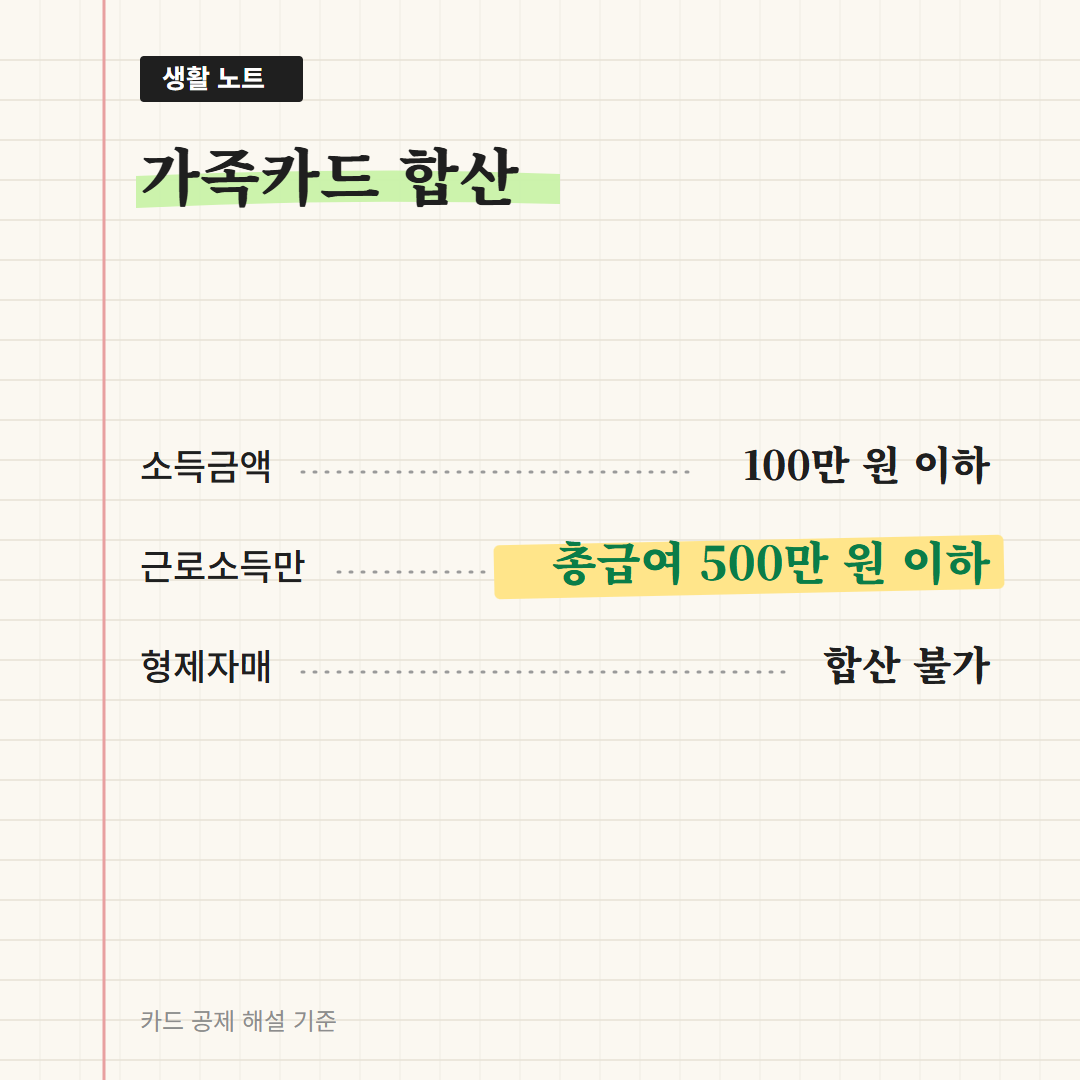 생활 노트
가족카드 합산
소득금액 100만 원 이하
근로소득만 총급여 500만 원 이하
형제자매 합산 불가
카드 공제 해설 기준